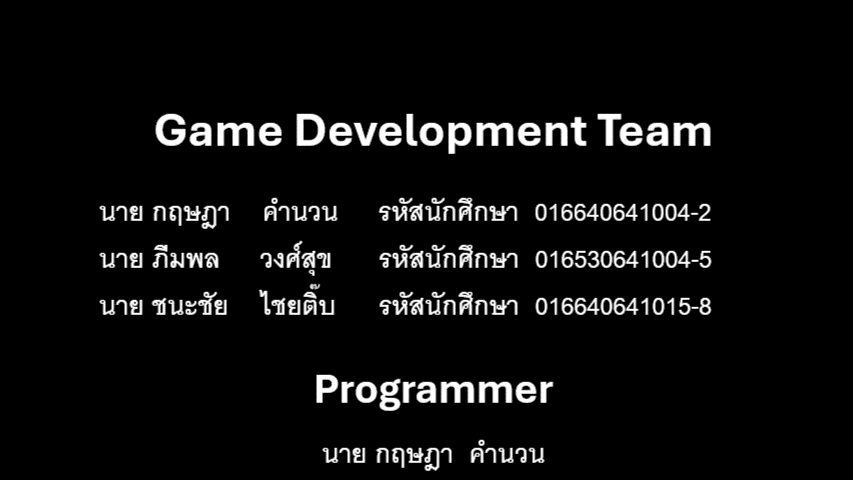 Game Development Team
นาย กฤษฎา คำนวน รหัสนักศึกษา 016640641004-2
นาย ภีมพล วงศ์สุข รหัสนักศึกษา 016530641004-5
นาย ชนะชัย ไชยติ๊บ รหัสนักศึกษา 016640641015-8
Programmer
นาย กฤษฎา คำนวน